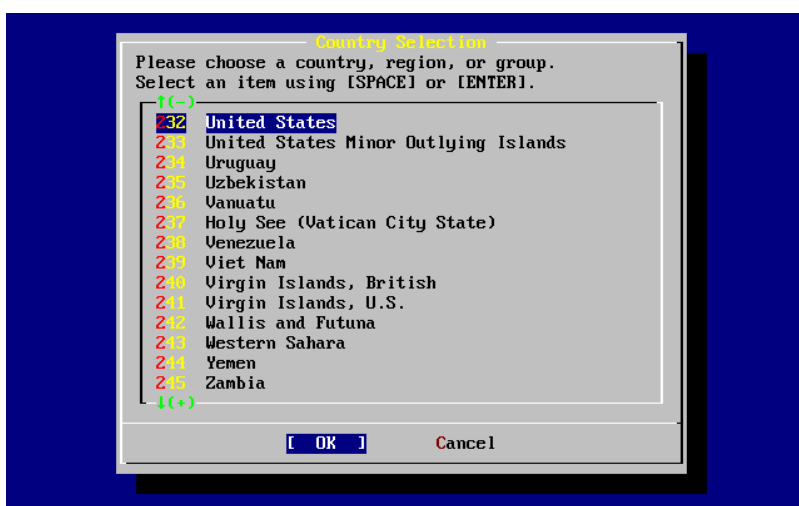 Country Selection
Please choose a country, region, or group.
Select an item using [SPACE] or [ENTER].
↑(-)
232 United States
233 United States Minor Outlying Islands
234 Uruguay
235 Uzbekistan
236 Vanuatu
237 Holy See (Vatican City State)
238 Venezuela
239 Viet Nam
240 Virgin Islands, British
241 Virgin Islands, U.S.
242 Wallis and Futuna
243 Western Sahara
244 Yemen
245 Zambia
↓(+)
[ OK ] Cancel